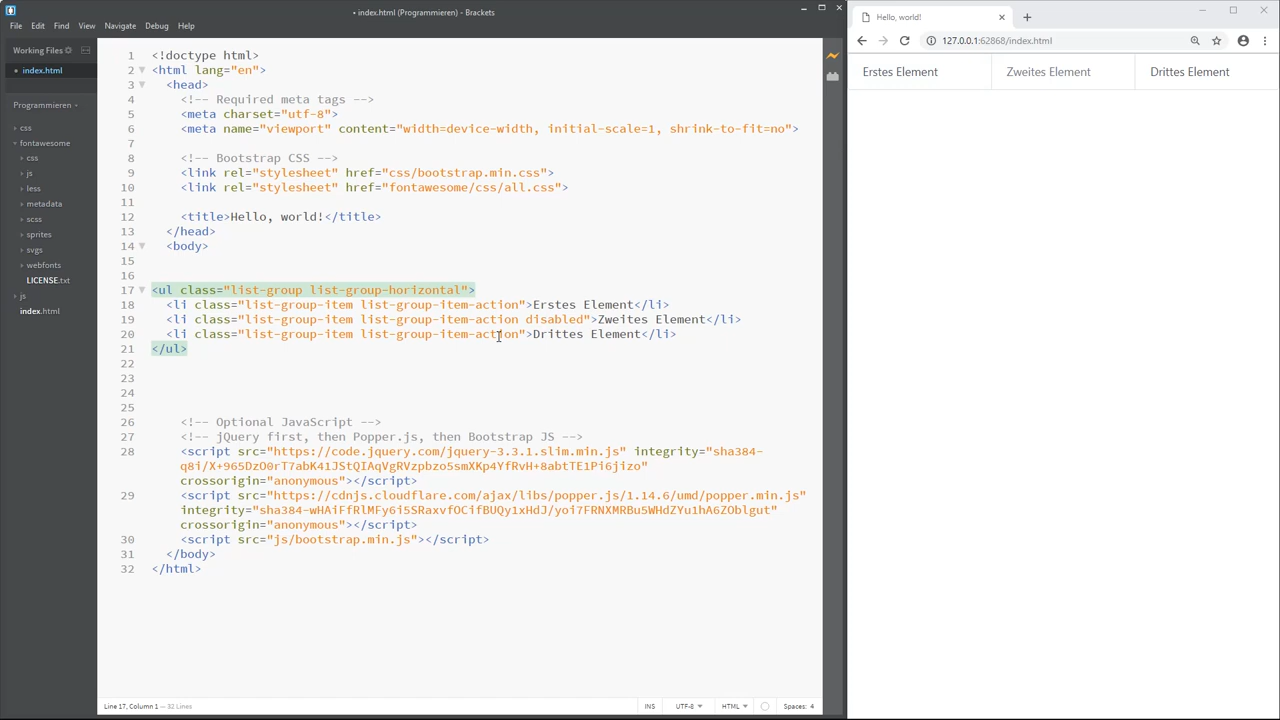 • index.html (Programmieren) - Brackets
File Edit Find View Navigate Debug Help
Working Files
• index.html
Programmieren
css
fontawesome
css
js
less
metadata
scss
sprites
svgs
webfonts
LICENSE.txt
js
index.html
1 <!doctype html>
2 <html lang="en">
3 <head>
4 <!-- Required meta tags -->
5 <meta charset="utf-8">
6 <meta name="viewport" content="width=device-width, initial-scale=1, shrink-to-fit=no">
7
8 <!-- Bootstrap CSS -->
9 <link rel="stylesheet" href="css/bootstrap.min.css">
10 <link rel="stylesheet" href="fontawesome/css/all.css">
11
12 <title>Hello, world!</title>
13 </head>
14 <body>
15
16
17 <ul class="list-group list-group-horizontal">
18 <li class="list-group-item list-group-item-action">Erstes Element</li>
19 <li class="list-group-item list-group-item-action disabled">Zweites Element</li>
20 <li class="list-group-item list-group-item-action">Drittes Element</li>
21 </ul>
22
23
24
25
26 <!-- Optional JavaScript -->
27 <!-- jQuery first, then Popper.js, then Bootstrap JS -->
28 <script src="https://code.jquery.com/jquery-3.3.1.slim.min.js" integrity="sha384-
q8i/X+965DzO0rT7abK41JStQIAqVgRVzpbzo5smXKp4YfRvH+8abtTE1Pi6jizo"
crossorigin="anonymous"></script>
29 <script src="https://cdnjs.cloudflare.com/ajax/libs/popper.js/1.14.6/umd/popper.min.js"
integrity="sha384-wHAiFfRlMFy6i5SRaxvfOCifBUQy1xHdJ/yoi7FRNXMRBu5WHdZYu1hA6ZOblgut"
crossorigin="anonymous"></script>
30 <script src="js/bootstrap.min.js"></script>
31 </body>
32 </html>
Line 17, Column 1 — 32 Lines
INS UTF-8 HTML Spaces: 4
Hello, world!
127.0.0.1:62868/index.html
Erstes Element Zweites Element Drittes Element